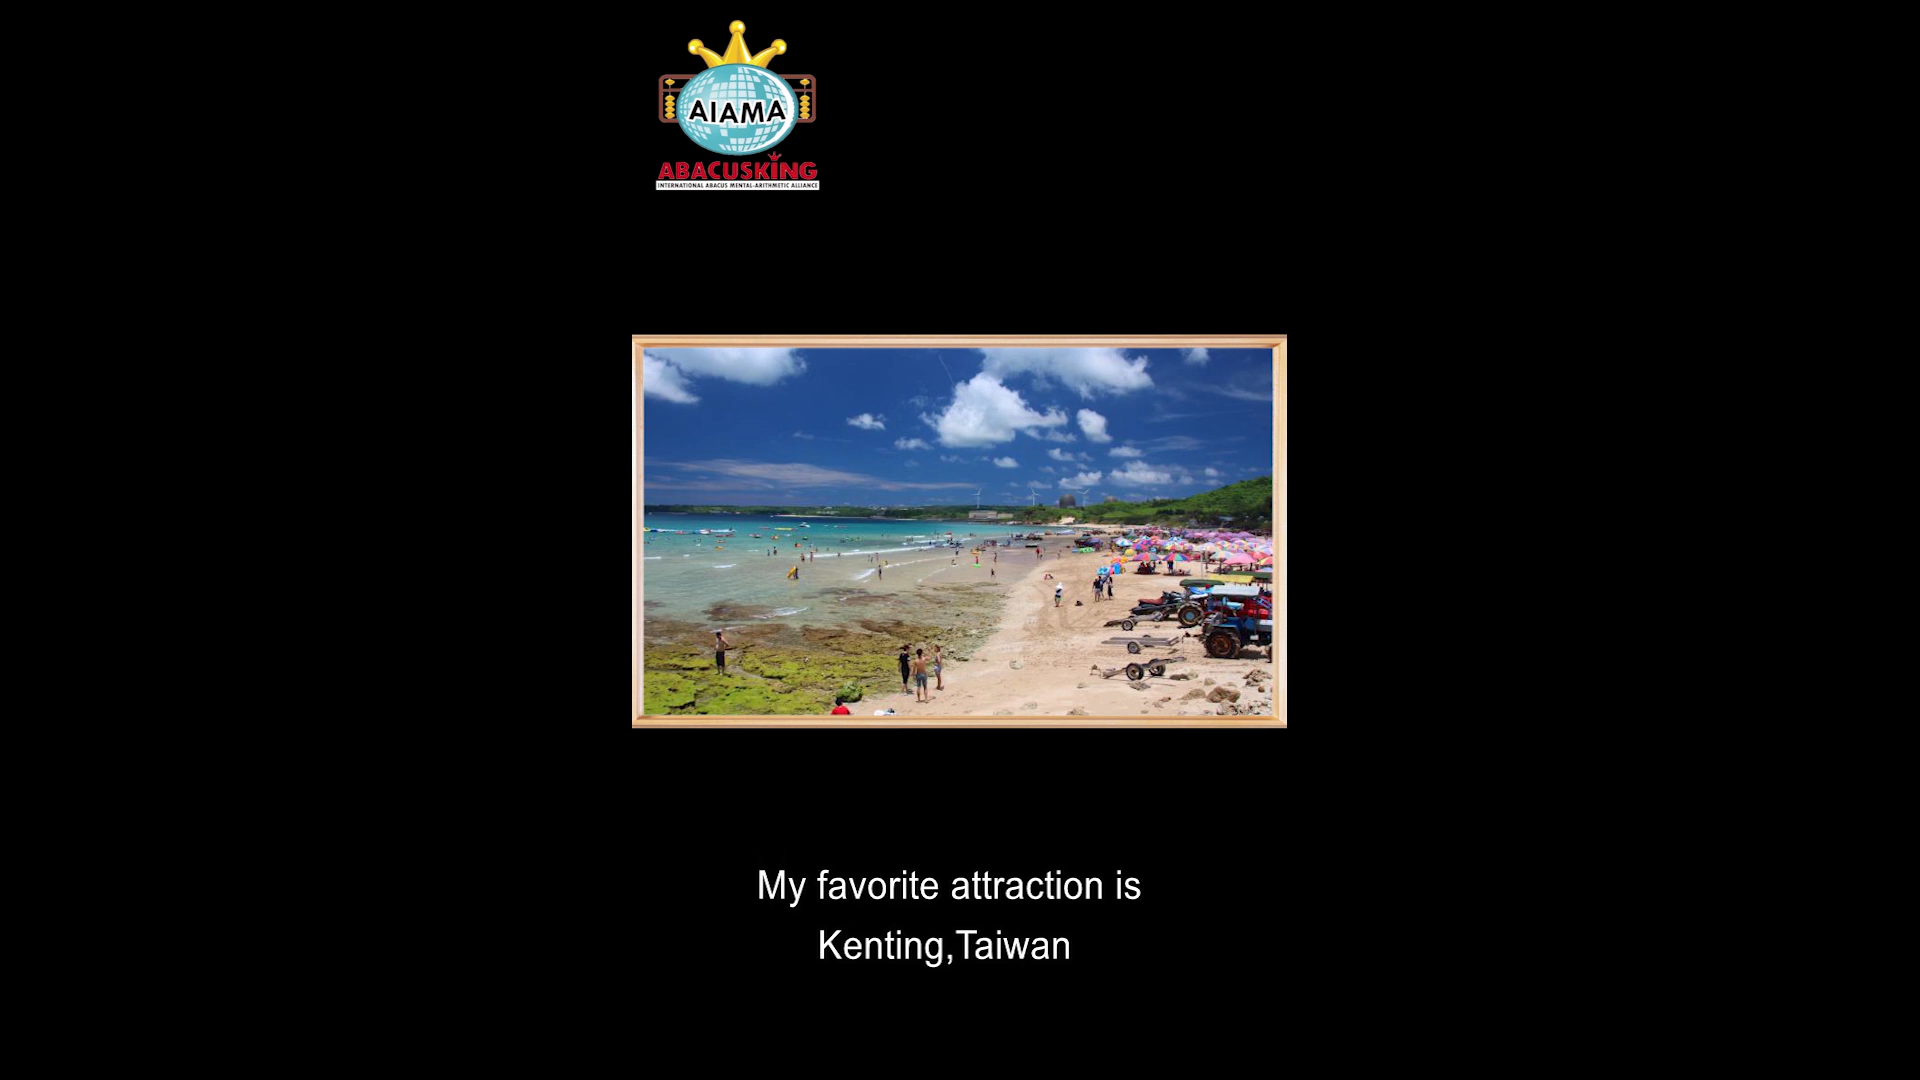 AIAMA
ABACUSKING
INTERNATIONAL ABACUS MENTAL-ARITHMETIC ALLIANCE
My favorite attraction is
Kenting,Taiwan